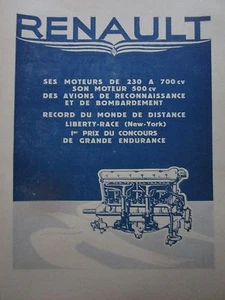 RENAULT
SES MOTEURS DE 230 A 700 cv
SON MOTEUR 500 cv
DES AVIONS DE RECONNAISSANCE
ET DE BOMBARDEMENT
RECORD DU MONDE DE DISTANCE
LIBERTY-RACE (New-York)
1er PRIX DU CONCOURS
DE GRANDE ENDURANCE